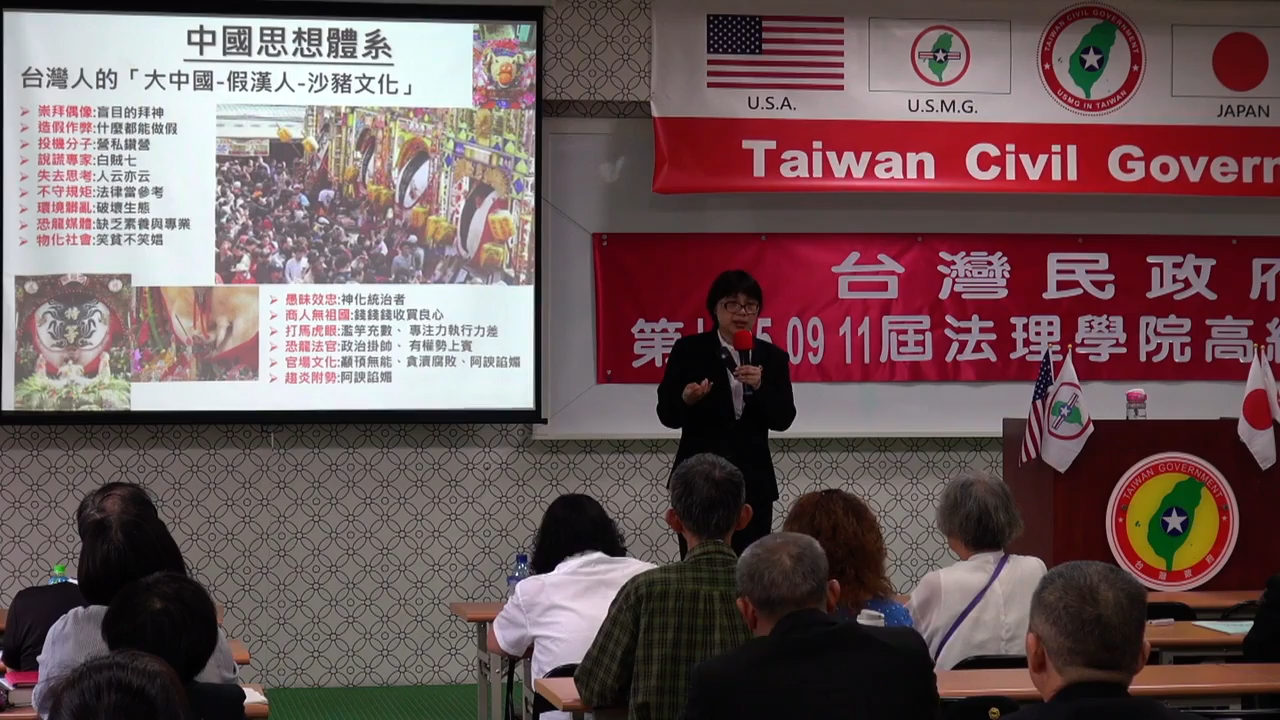 中國思想體系
台灣人的「大中國-假漢人-沙豬文化」
崇拜偶像:盲目的拜神
造假作弊:什麼都能做假
投機分子:營私鑽營
說謊專家:白賊七
失去思考:人云亦云
不守規矩:法律當參考
環境髒亂:破壞生態
恐龍媒體:缺乏素養與專業
物化社會:笑貧不笑娼
愚昧效忠:神化統治者
商人無祖國:錢錢錢收買良心
打馬虎眼:濫竽充數、專注力執行力差
恐龍法官:政治掛帥、有權勢上賓
官場文化:顢頇無能、貪瀆腐敗、阿諛諂媚
趨炎附勢:阿諛諂媚
U.S.A.
U.S.M.G.
TAIWAN CIVIL GOVERNMENT
USMG IN TAIWAN
JAPAN
Taiwan Civil Govern
台灣民政府
第 5 09 11屆法理學院高
TAIWAN GOVERNMENT
台灣政府